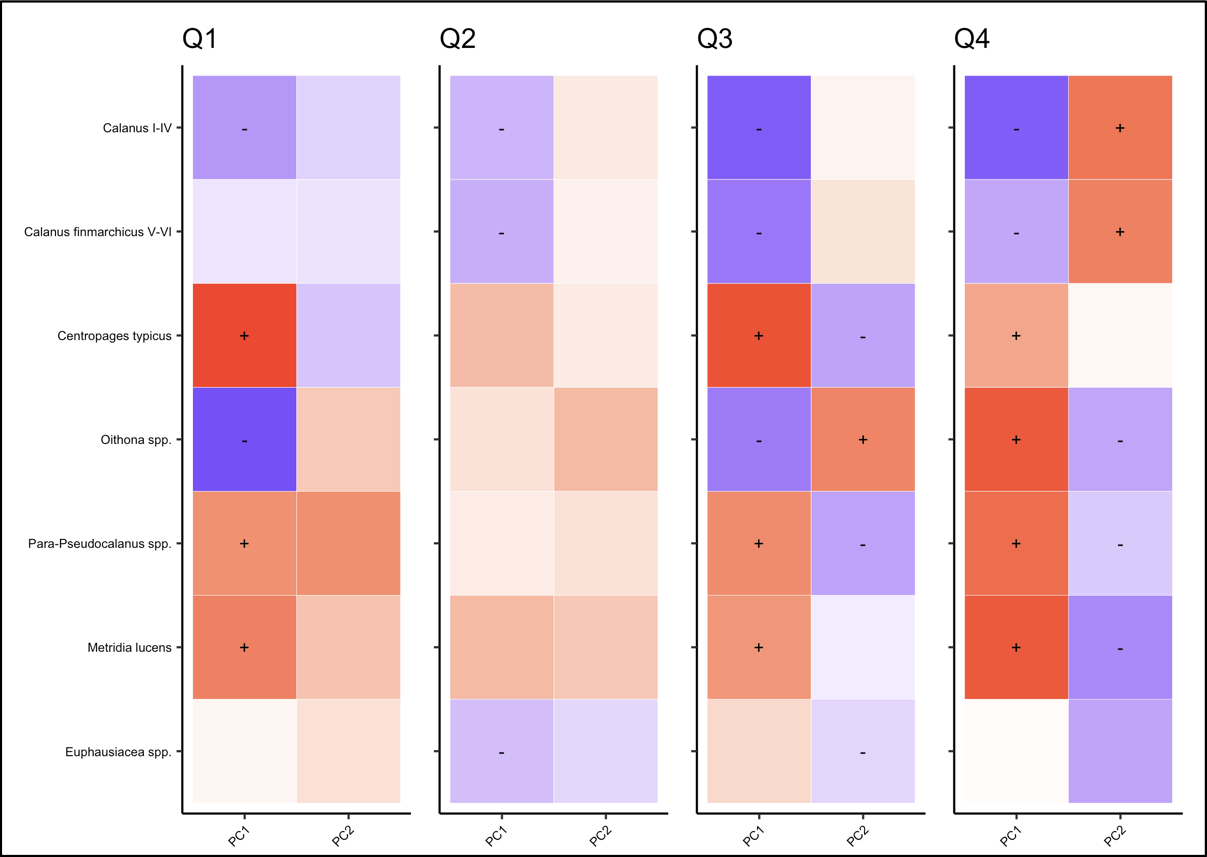 Q1 Q2 Q3 Q4
Calanus I-IV - - - - +
Calanus finmarchicus V-VI - - - +
Centropages typicus + + - +
Oithona spp. - - + + -
Para-Pseudocalanus spp. + + - + -
Metridia lucens + + + -
Euphausiacea spp. - -
PC1 PC2 PC1 PC2 PC1 PC2 PC1 PC2